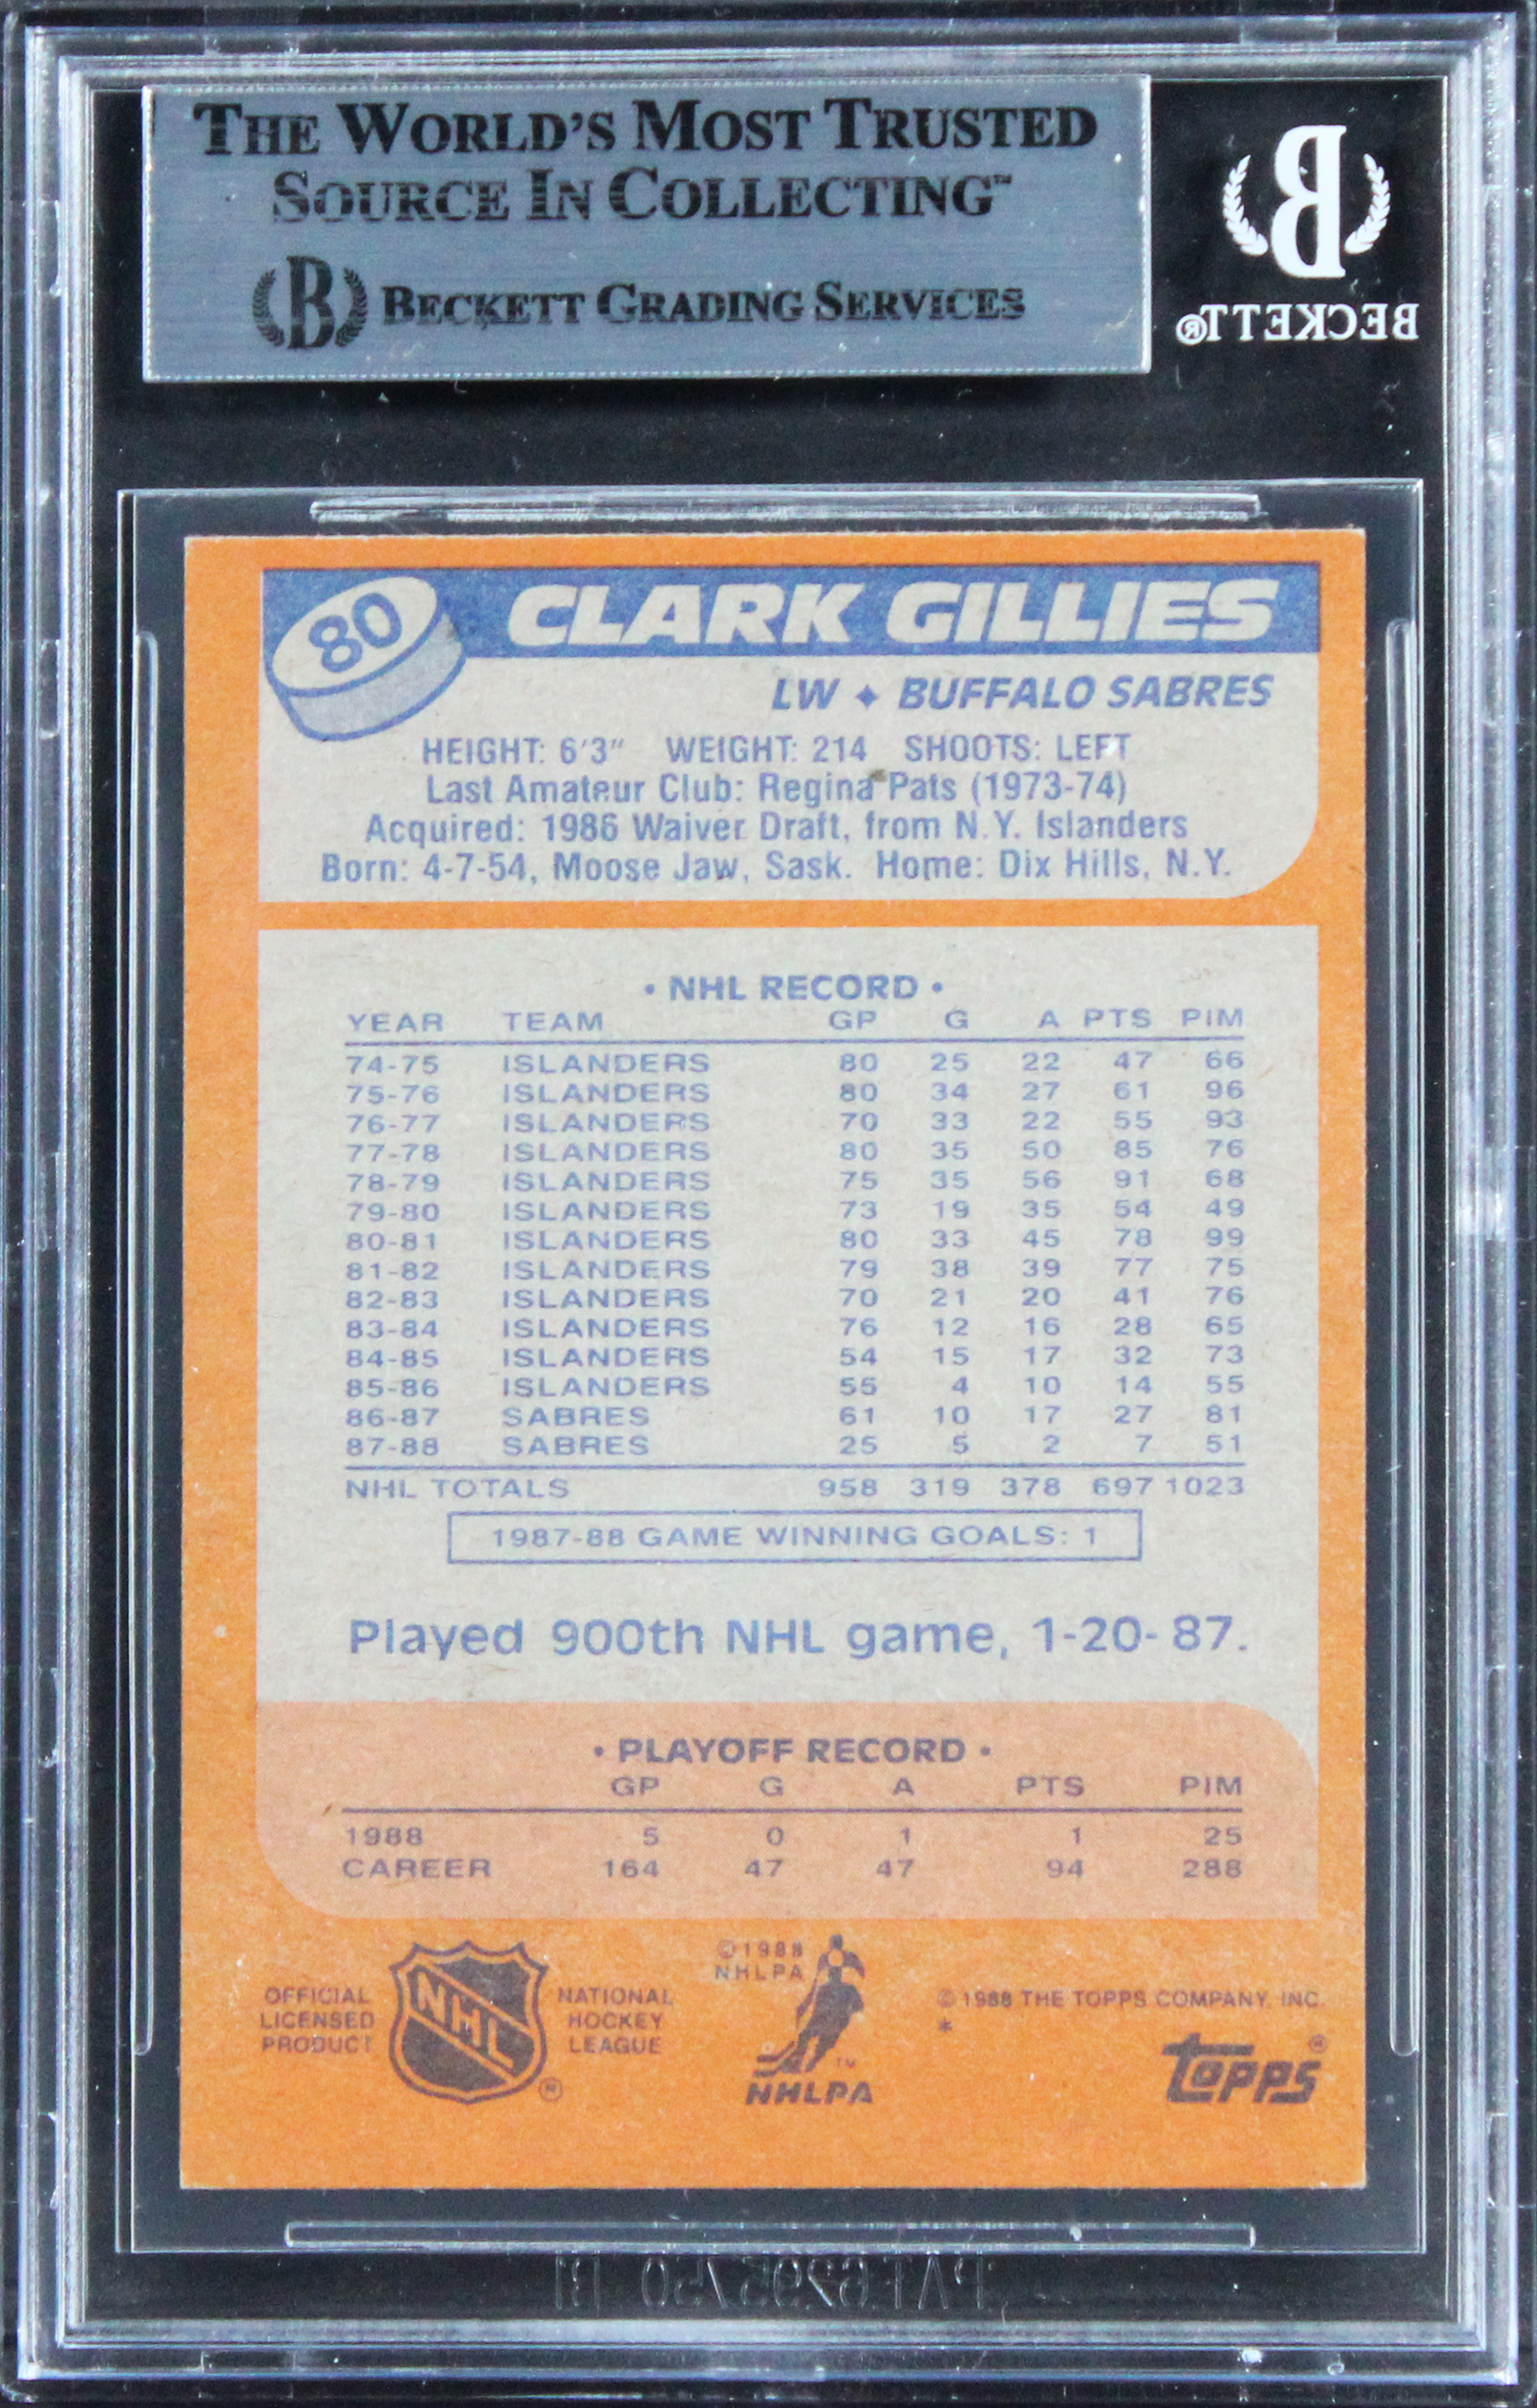 THE WORLD'S MOST TRUSTED
SOURCE IN COLLECTING™
B BECKETT GRADING SERVICES
B
BECKETT®
80
CLARK GILLIES
LW ♦ BUFFALO SABRES
HEIGHT: 6'3" WEIGHT: 214 SHOOTS: LEFT
Last Amateur Club: Regina Pats (1973-74)
Acquired: 1986 Waiver Draft, from N.Y. Islanders
Born: 4-7-54, Moose Jaw, Sask. Home: Dix Hills, N.Y.
• NHL RECORD •
YEAR TEAM GP G A PTS PIM
74-75 ISLANDERS 80 25 22 47 66
75-76 ISLANDERS 80 34 27 61 96
76-77 ISLANDERS 70 33 22 55 93
77-78 ISLANDERS 80 35 50 85 76
78-79 ISLANDERS 75 35 56 91 68
79-80 ISLANDERS 73 19 35 54 49
80-81 ISLANDERS 80 33 45 78 99
81-82 ISLANDERS 79 38 39 77 75
82-83 ISLANDERS 70 21 20 41 76
83-84 ISLANDERS 76 12 16 28 65
84-85 ISLANDERS 54 15 17 32 73
85-86 ISLANDERS 55 4 10 14 55
86-87 SABRES 61 10 17 27 81
87-88 SABRES 25 5 2 7 51
NHL TOTALS 958 319 378 697 1023
1987-88 GAME WINNING GOALS: 1
Played 900th NHL game, 1-20-87.
• PLAYOFF RECORD •
GP G A PTS PIM
1988 5 0 1 1 25
CAREER 164 47 47 94 288
OFFICIAL
LICENSED
PRODUCT
NHL
®
NATIONAL
HOCKEY
LEAGUE
©1988
NHLPA
TM
NHLPA
© 1988 THE TOPPS COMPANY, INC.
*
topps®